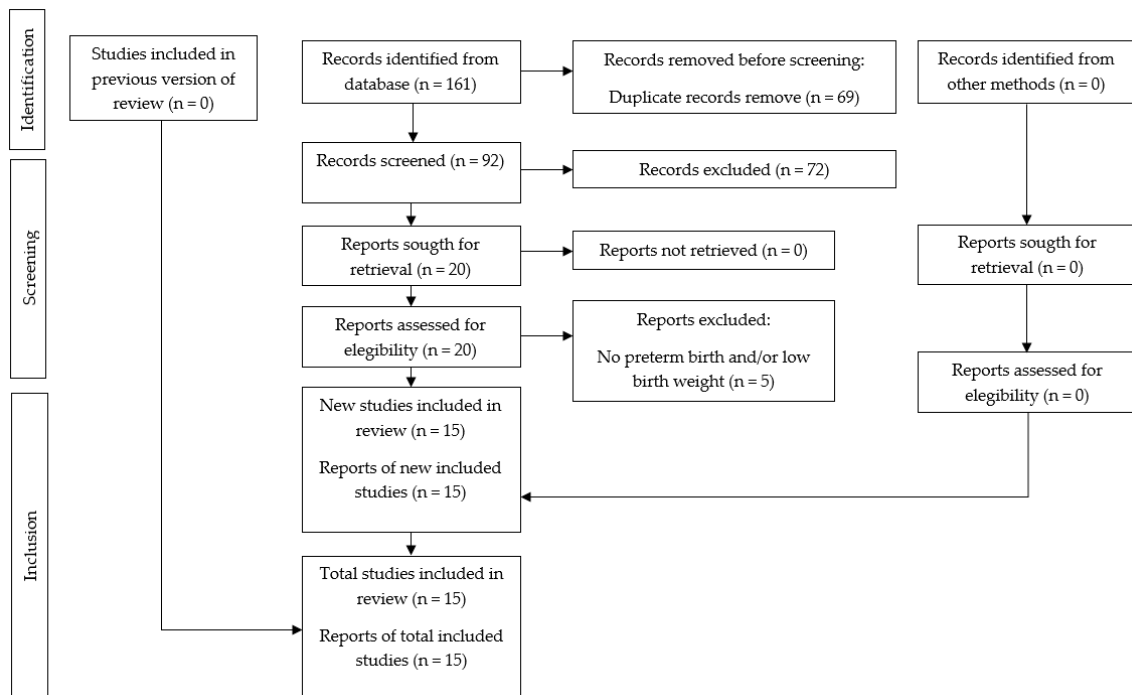 Identification
Studies included in
previous version of
review (n = 0)
Records identified from
database (n = 161)
Records removed before screening:
Duplicate records remove (n = 69)
Records identified from
other methods (n = 0)
Screening
Records screened (n = 92)
Records excluded (n = 72)
Reports sougth for
retrieval (n = 20)
Reports not retrieved (n = 0)
Reports sougth for
retrieval (n = 0)
Reports assessed for
elegibility (n = 20)
Reports excluded:
No preterm birth and/or low
birth weight (n = 5)
Reports assessed for
elegibility (n = 0)
Inclusion
New studies included in
review (n = 15)
Reports of new included
studies (n = 15)
Total studies included in
review (n = 15)
Reports of total included
studies (n = 15)